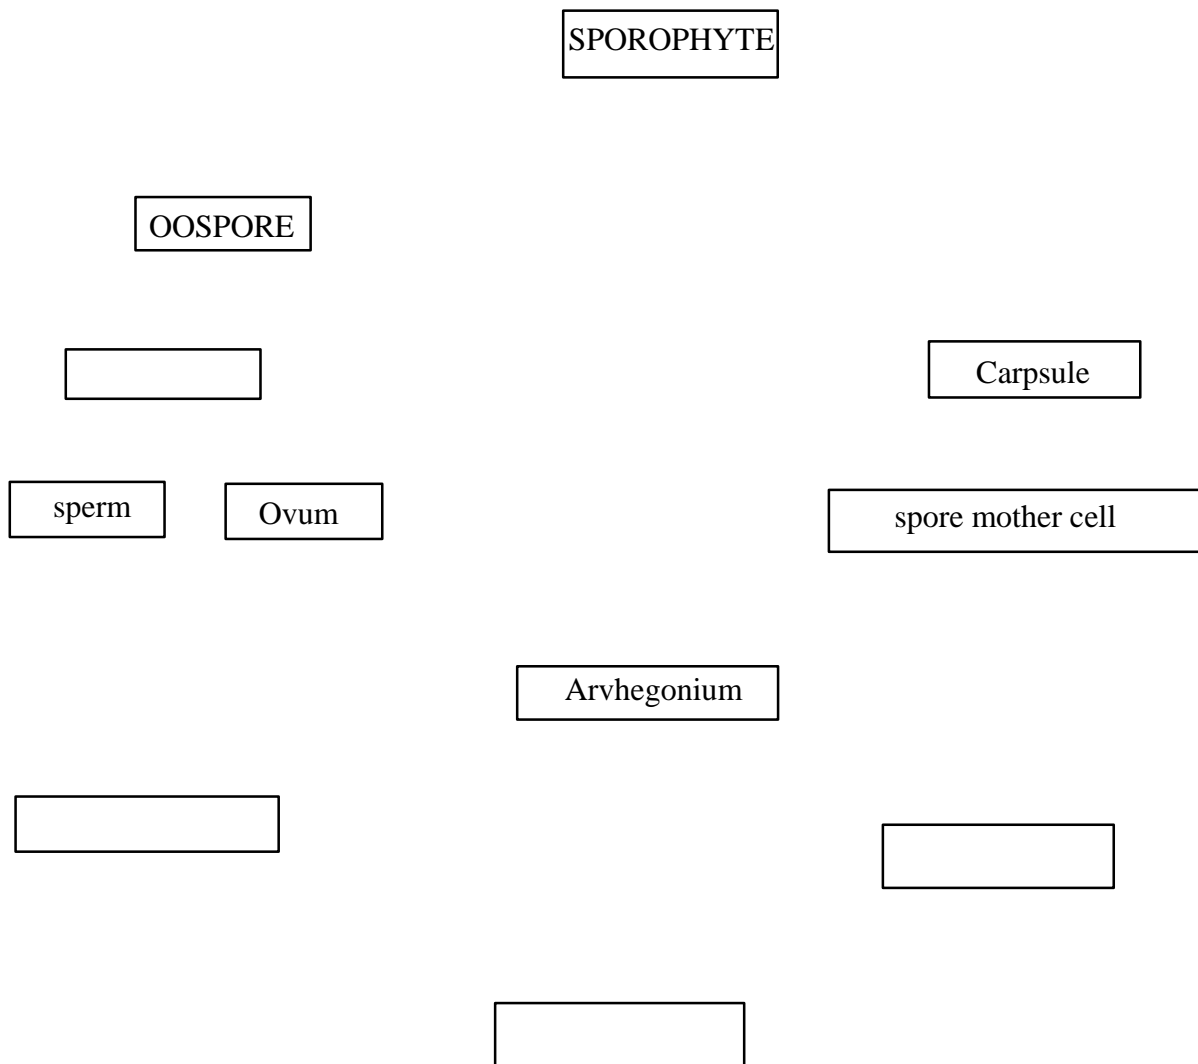 SPOROPHYTE
OOSPORE
Carpsule
sperm
Ovum
spore mother cell
Arvhegonium